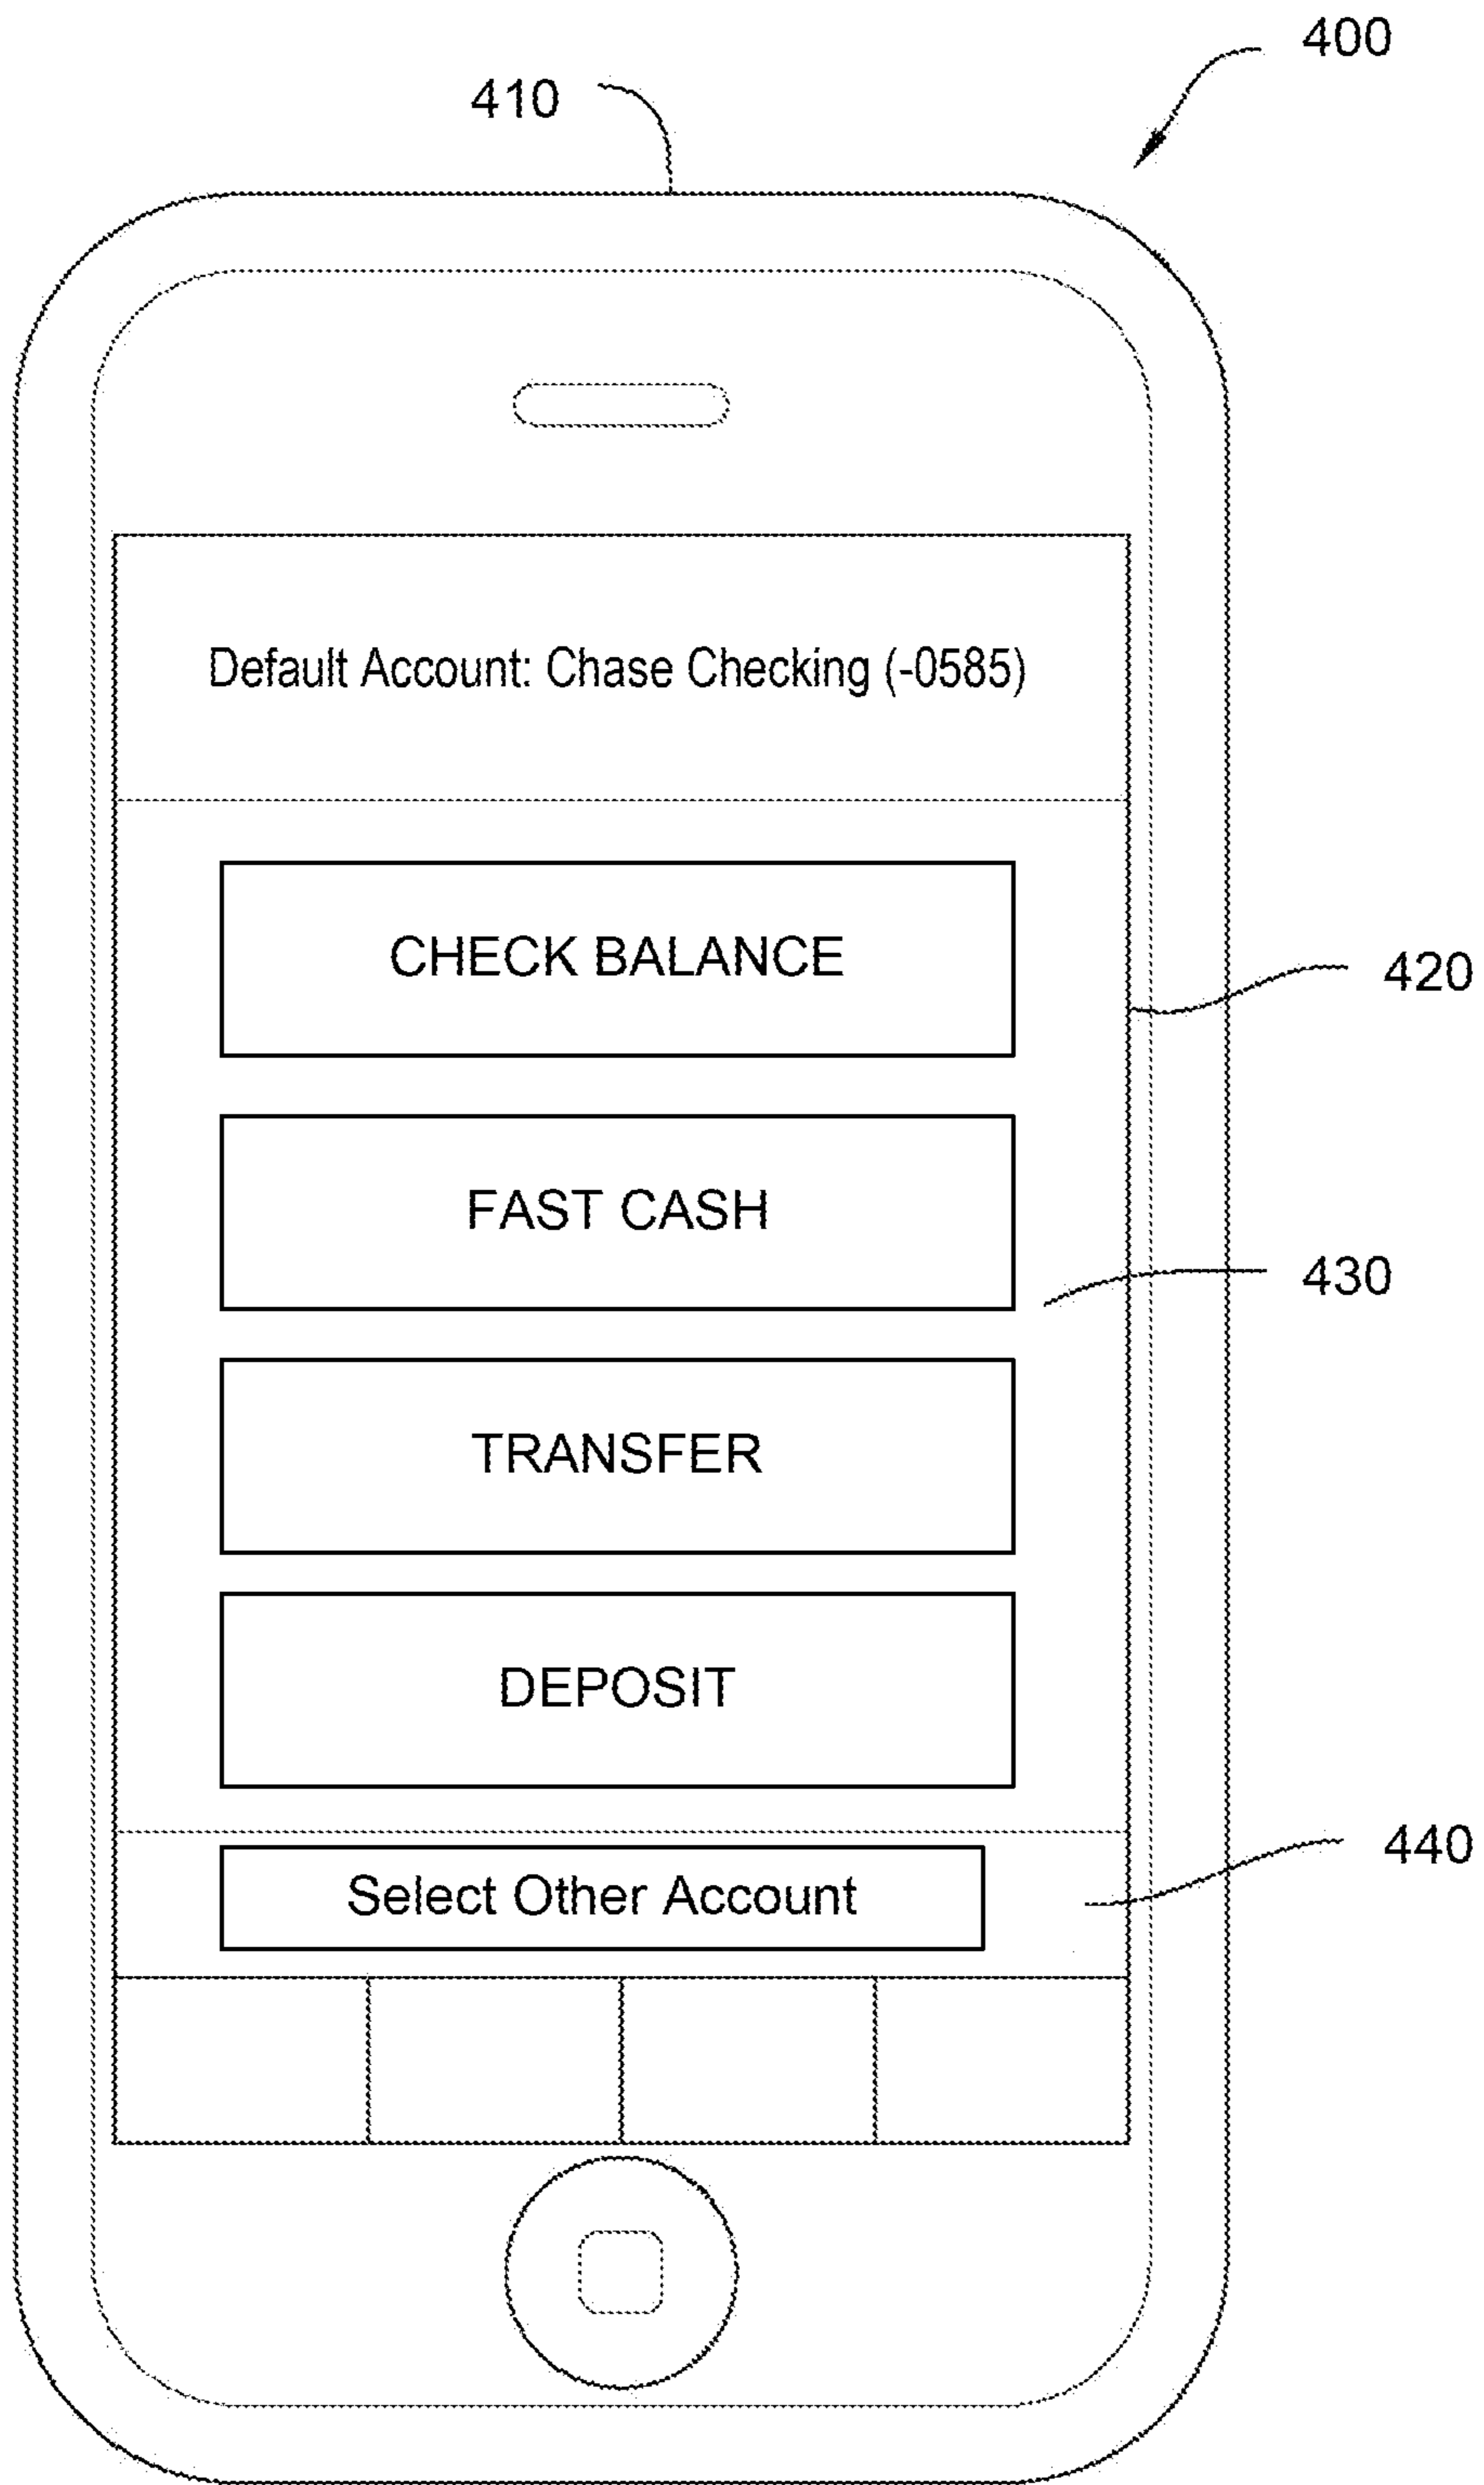 400
410
Default Account: Chase Checking (-0585)
CHECK BALANCE
420
FAST CASH
430
TRANSFER
DEPOSIT
440
Select Other Account